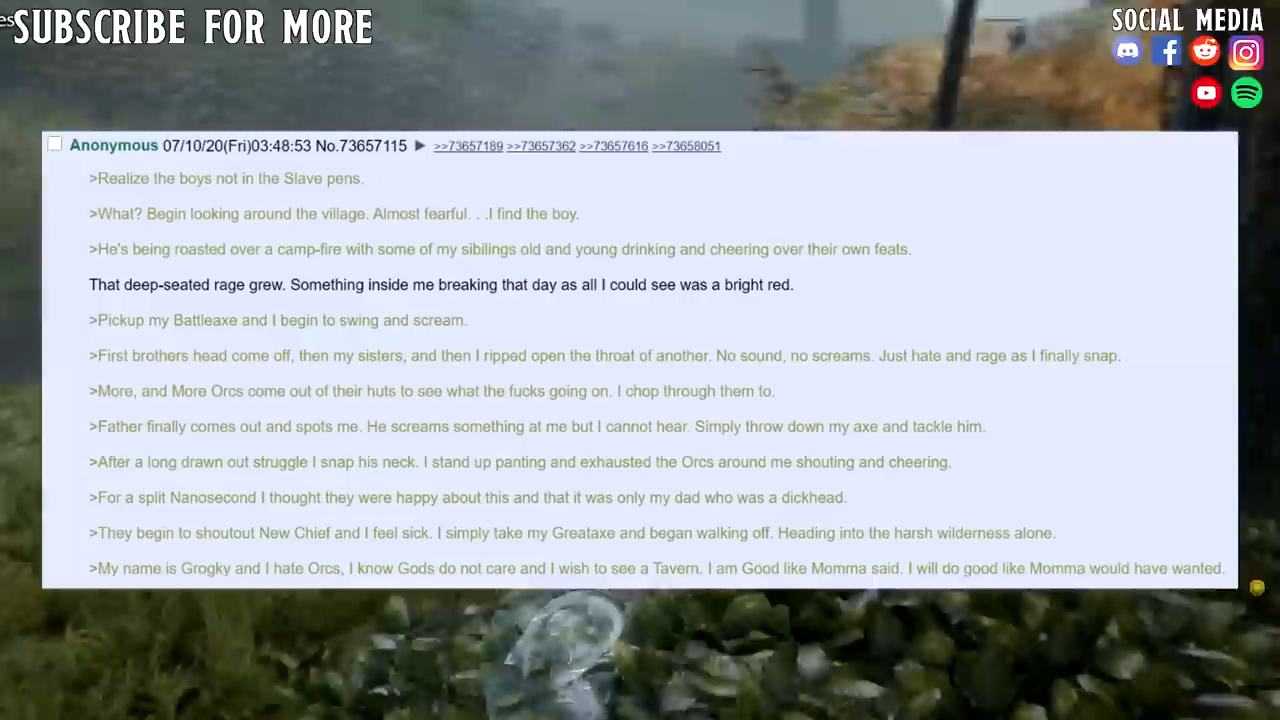 es
SUBSCRIBE FOR MORE
SOCIAL MEDIA
Anonymous 07/10/20(Fri)03:48:53 No.73657115 ▶ >>73657189 >>73657362 >>73657616 >>73658051
>Realize the boys not in the Slave pens.
>What? Begin looking around the village. Almost fearful. . .I find the boy.
>He's being roasted over a camp-fire with some of my sibilings old and young drinking and cheering over their own feats.
That deep-seated rage grew. Something inside me breaking that day as all I could see was a bright red.
>Pickup my Battleaxe and I begin to swing and scream.
>First brothers head come off, then my sisters, and then I ripped open the throat of another. No sound, no screams. Just hate and rage as I finally snap.
>More, and More Orcs come out of their huts to see what the fucks going on. I chop through them to.
>Father finally comes out and spots me. He screams something at me but I cannot hear. Simply throw down my axe and tackle him.
>After a long drawn out struggle I snap his neck. I stand up panting and exhausted the Orcs around me shouting and cheering.
>For a split Nanosecond I thought they were happy about this and that it was only my dad who was a dickhead.
>They begin to shoutout New Chief and I feel sick. I simply take my Greataxe and began walking off. Heading into the harsh wilderness alone.
>My name is Grogky and I hate Orcs, I know Gods do not care and I wish to see a Tavern. I am Good like Momma said. I will do good like Momma would have wanted.